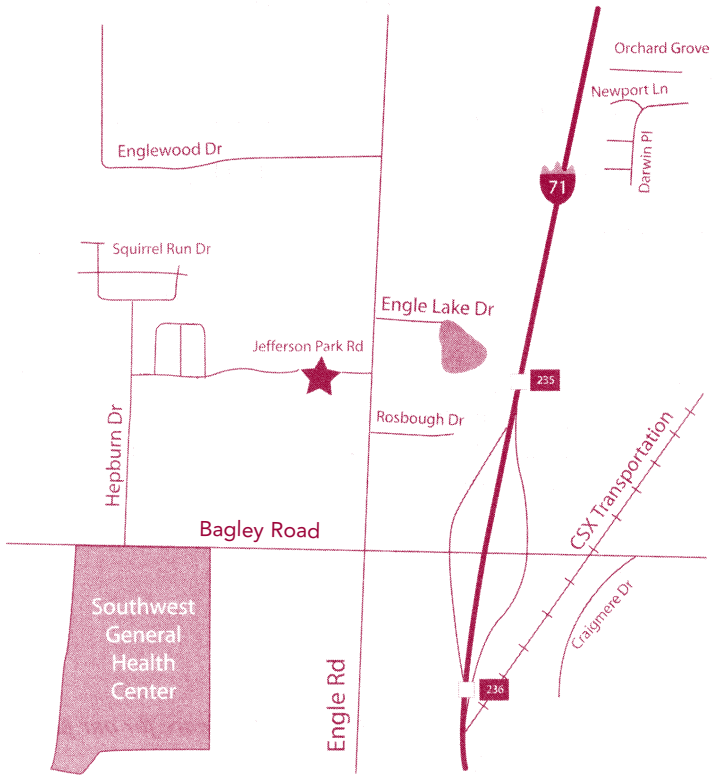 Orchard Grove
Newport Ln
Darwin Pl
Englewood Dr
71
Squirrel Run Dr
Engle Lake Dr
Jefferson Park Rd
235
Rosbough Dr
Hepburn Dr
CSX Transportation
Bagley Road
Southwest
General
Health
Center
Craigmere Dr
Engle Rd
236